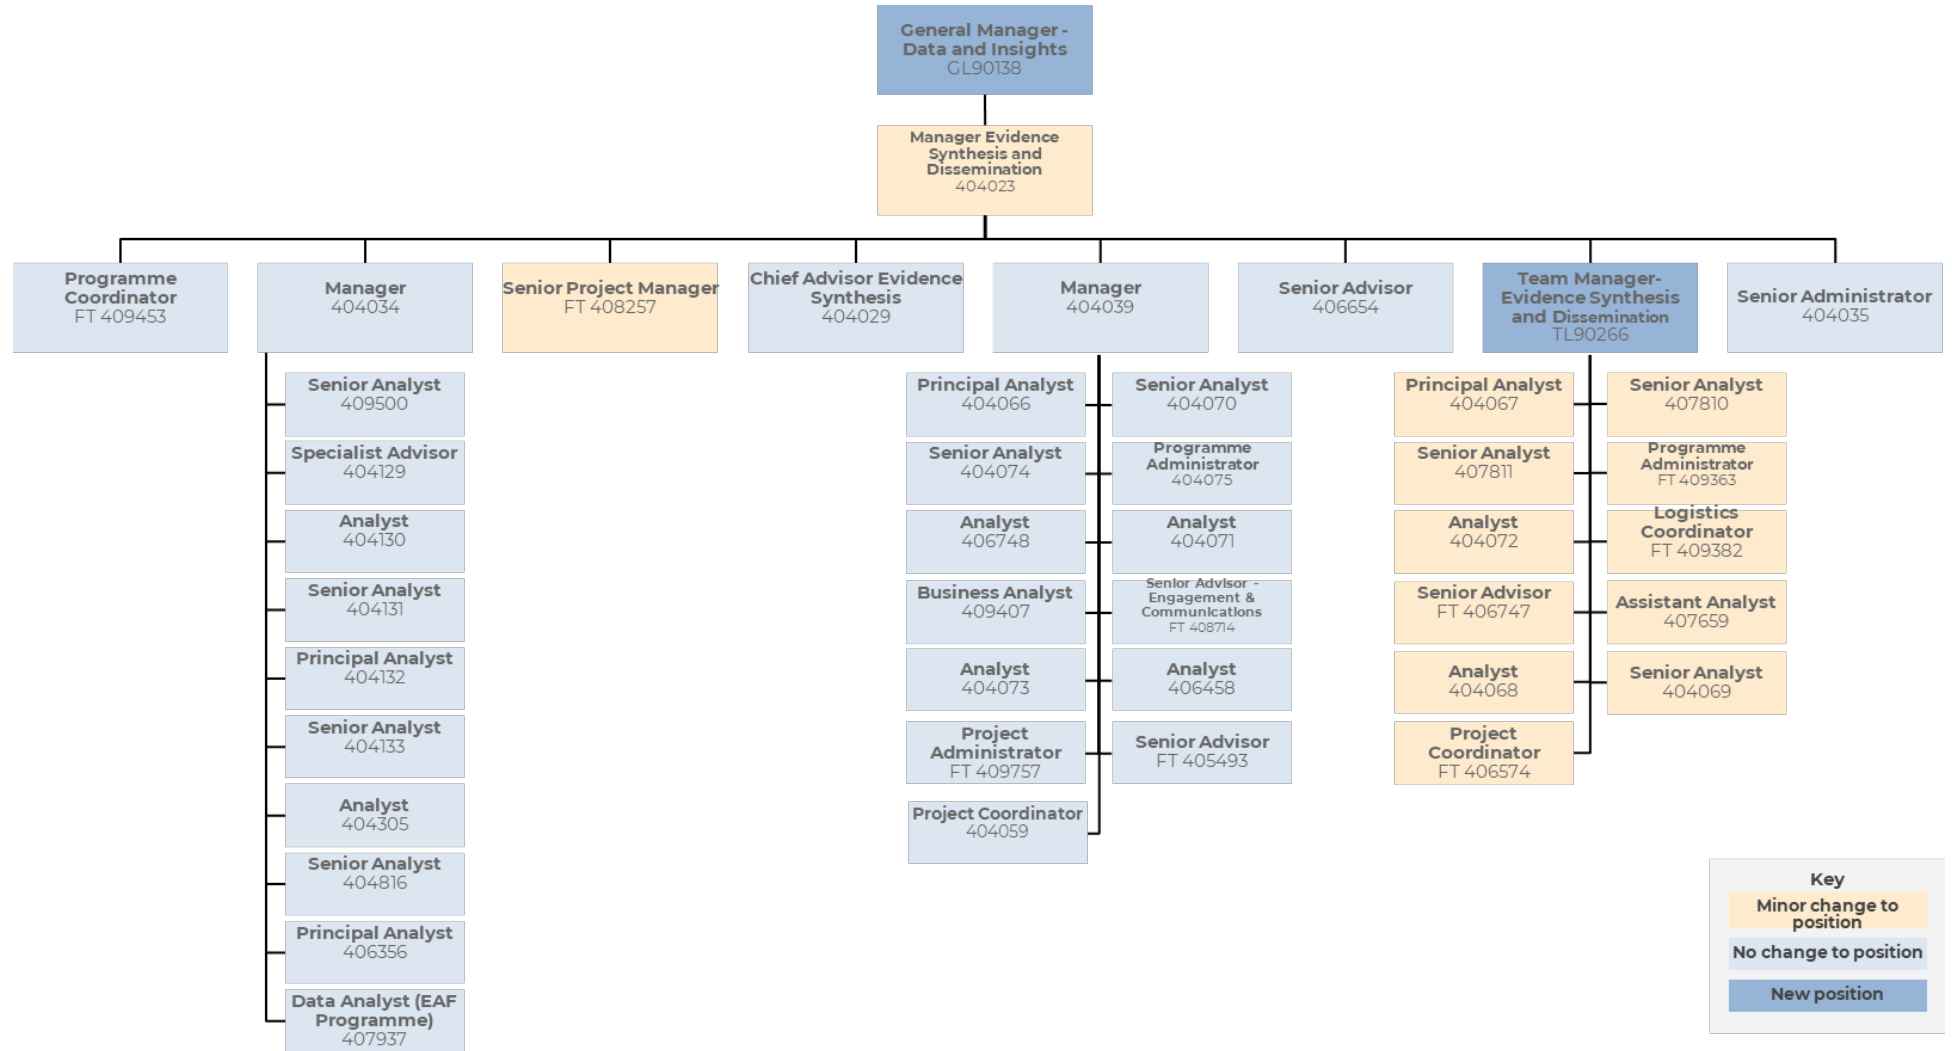 General Manager -
Data and Insights
GL90138
Manager Evidence
Synthesis and
Dissemination
404023
Programme
Coordinator
FT 409453
Manager
404034
Senior Project Manager
FT 408257
Chief Advisor Evidence
Synthesis
404029
Manager
404039
Senior Advisor
406654
Team Manager-
Evidence Synthesis
and Dissemination
TL90266
Senior Administrator
404035
Senior Analyst
409500
Specialist Advisor
404129
Analyst
404130
Senior Analyst
404131
Principal Analyst
404132
Senior Analyst
404133
Analyst
404305
Senior Analyst
404816
Principal Analyst
406356
Data Analyst (EAF
Programme)
407937
Principal Analyst
404066
Senior Analyst
404070
Senior Analyst
404074
Programme
Administrator
404075
Analyst
406748
Analyst
404071
Business Analyst
409407
Senior Advisor -
Engagement &
Communications
FT 408714
Analyst
404073
Analyst
406458
Project
Administrator
FT 409757
Senior Advisor
FT 405493
Project Coordinator
404059
Principal Analyst
404067
Senior Analyst
407810
Senior Analyst
407811
Programme
Administrator
FT 409363
Analyst
404072
Logistics
Coordinator
FT 409382
Senior Advisor
FT 406747
Assistant Analyst
407659
Analyst
404068
Senior Analyst
404069
Project
Coordinator
FT 406574
Key
Minor change to
position
No change to position
New position